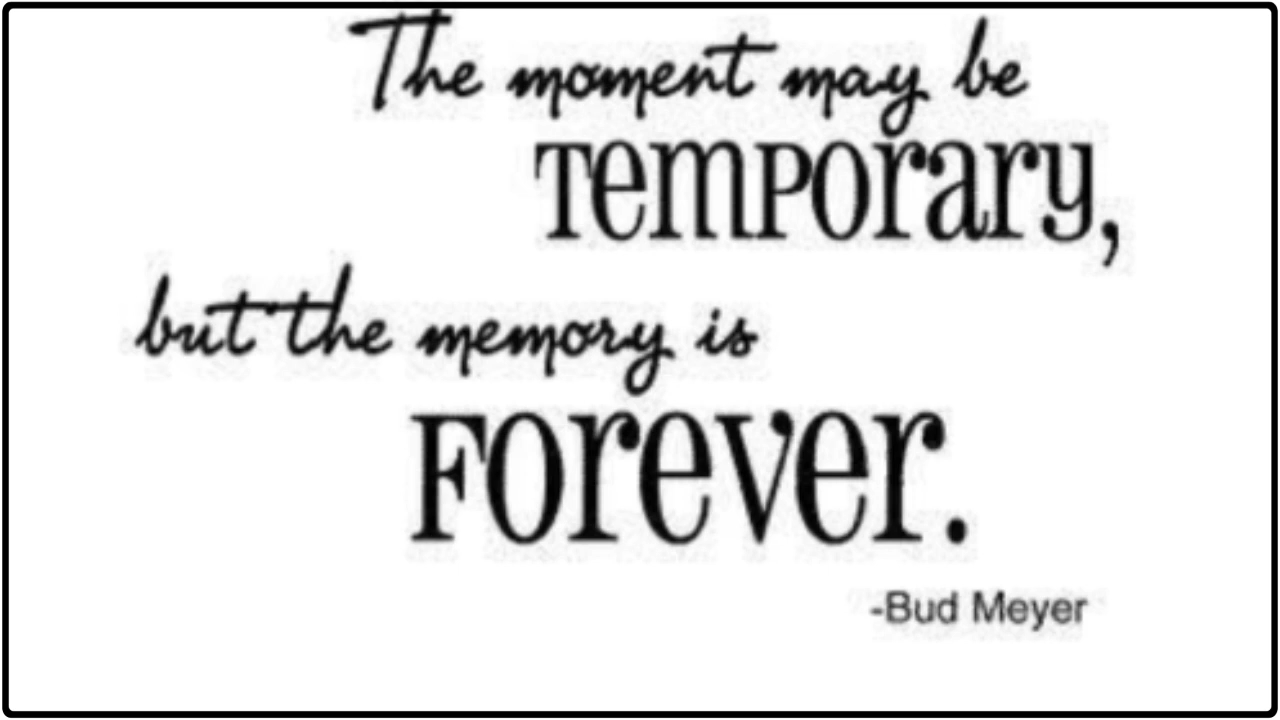 The moment may be
Temporary,
but the memory is
Forever.
-Bud Meyer